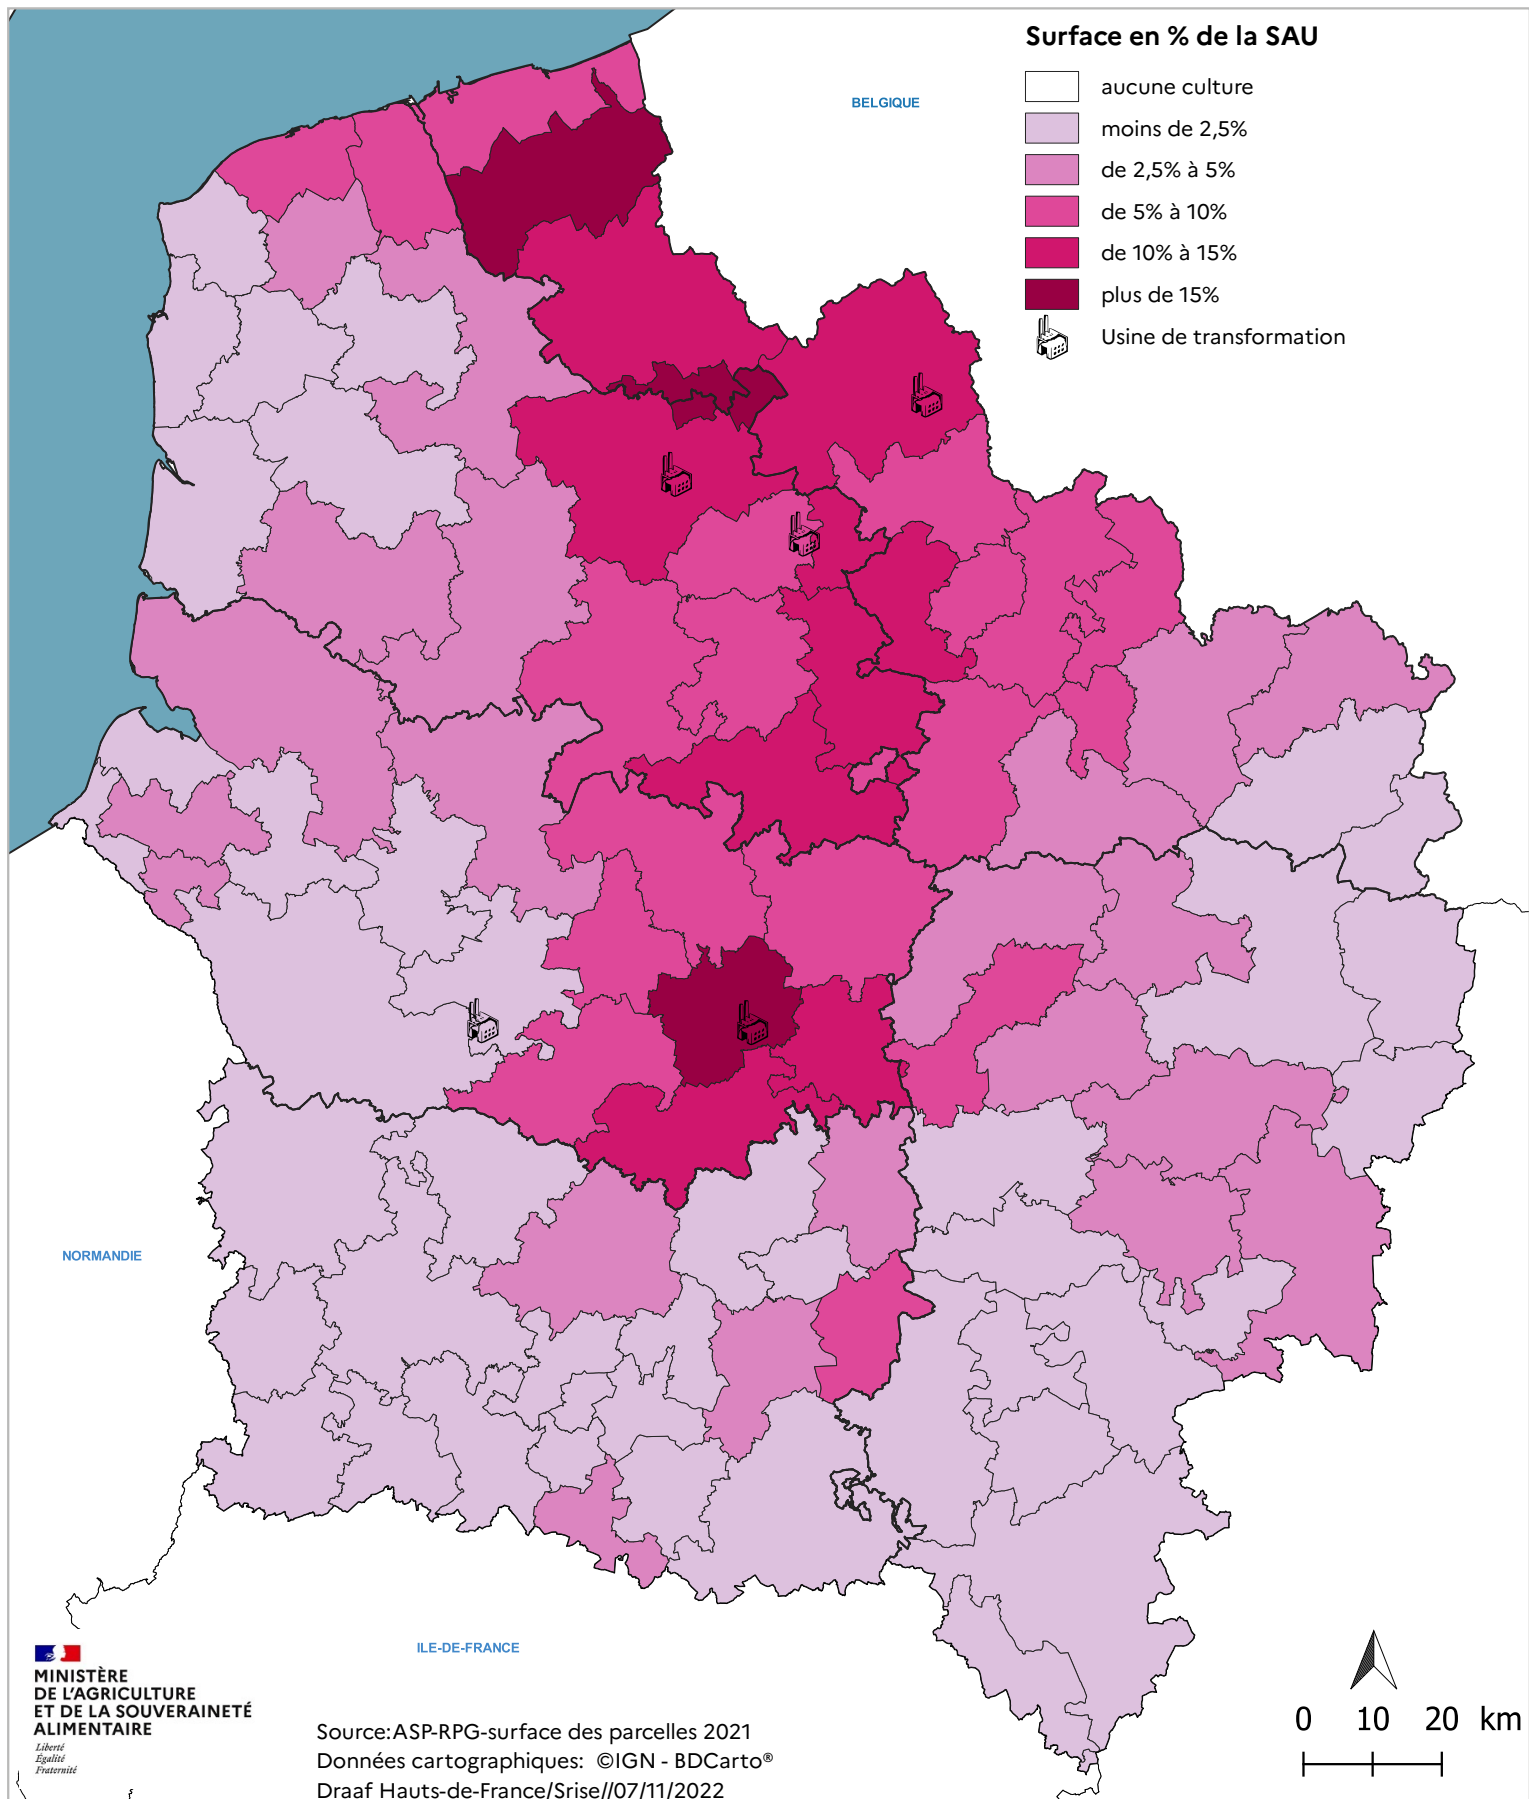 Surface en % de la SAU
aucune culture
moins de 2,5%
de 2,5% à 5%
de 5% à 10%
de 10% à 15%
plus de 15%
Usine de transformation
BELGIQUE
NORMANDIE
ILE-DE-FRANCE
MINISTÈRE
DE L'AGRICULTURE
ET DE LA SOUVERAINETÉ
ALIMENTAIRE
Liberté
Égalité
Fraternité
Source:ASP-RPG-surface des parcelles 2021
Données cartographiques: ©IGN - BDCarto®
Draaf Hauts-de-France/Srise//07/11/2022
0 10 20 km